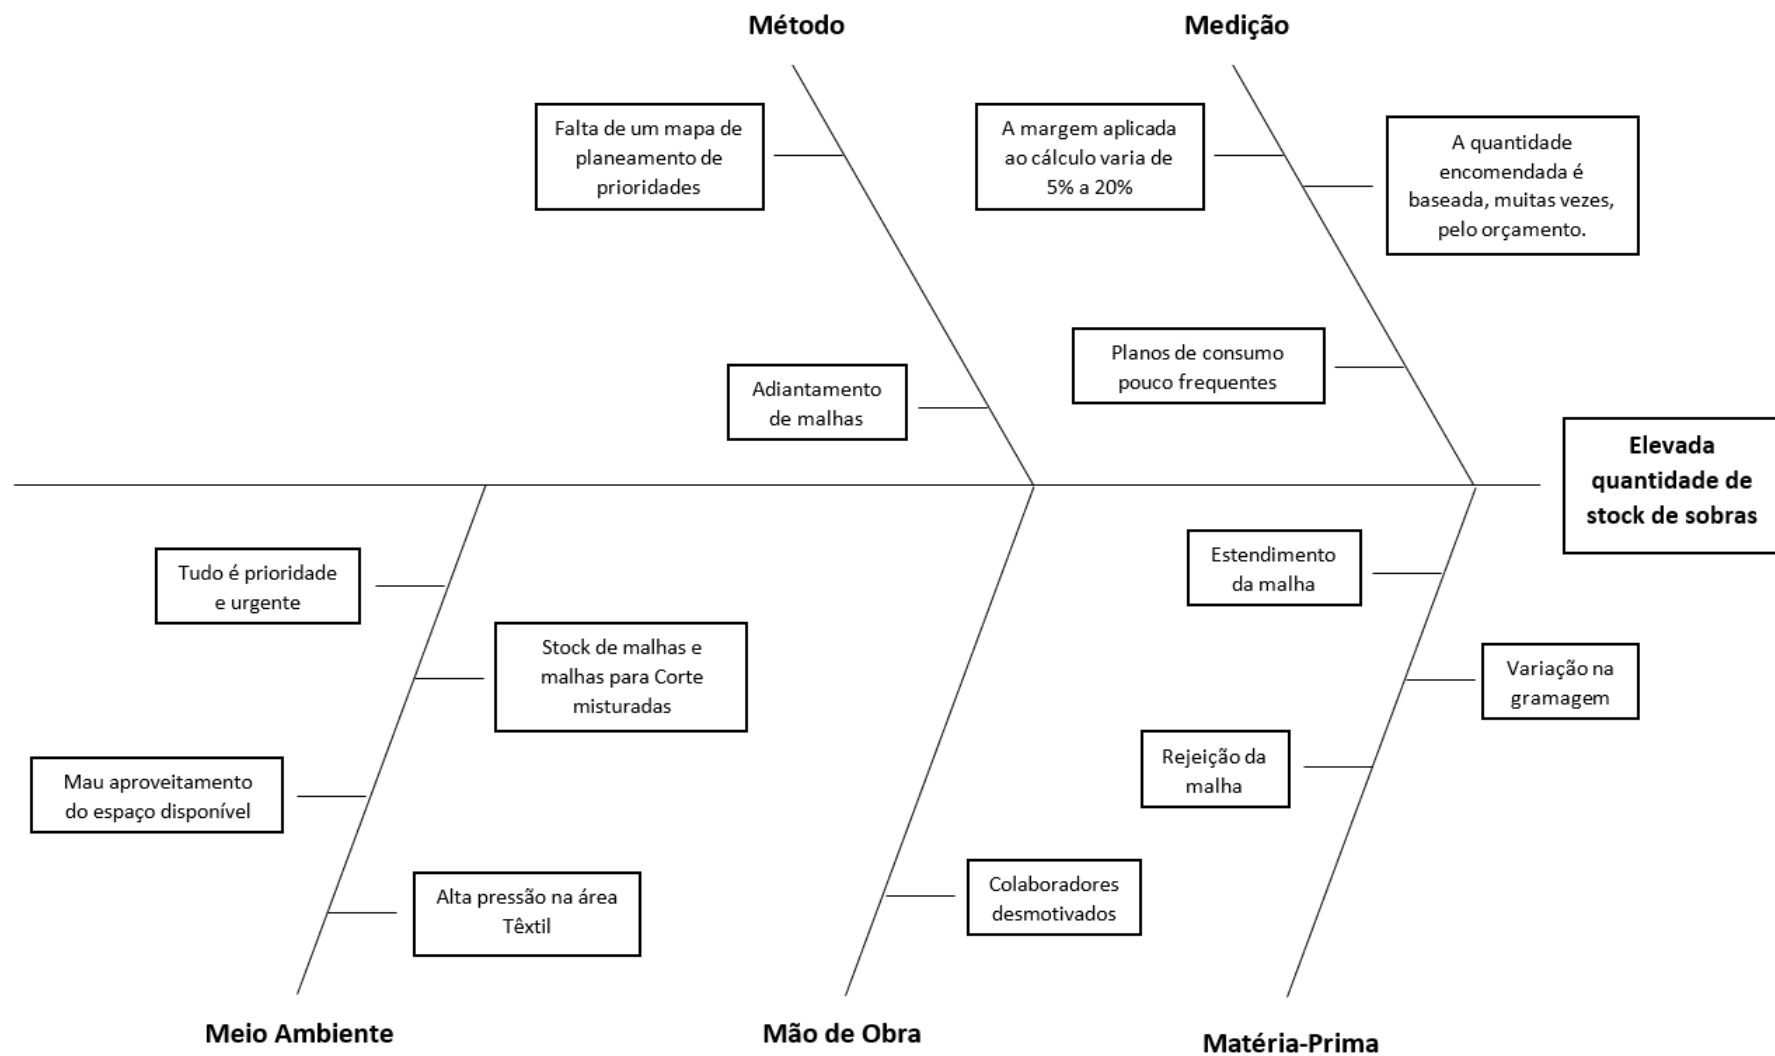 Método
Medição
Falta de um mapa de
planeamento de
prioridades
A margem aplicada
ao cálculo varia de
5% a 20%
A quantidade
encomendada é
baseada, muitas vezes,
pelo orçamento.
Adiantamento
de malhas
Planos de consumo
pouco frequentes
Elevada
quantidade de
stock de sobras
Tudo é prioridade
e urgente
Stock de malhas e
malhas para Corte
misturadas
Mau aproveitamento
do espaço disponível
Alta pressão na área
Têxtil
Colaboradores
desmotivados
Estendimento
da malha
Variação na
gramagem
Rejeição da
malha
Meio Ambiente
Mão de Obra
Matéria-Prima